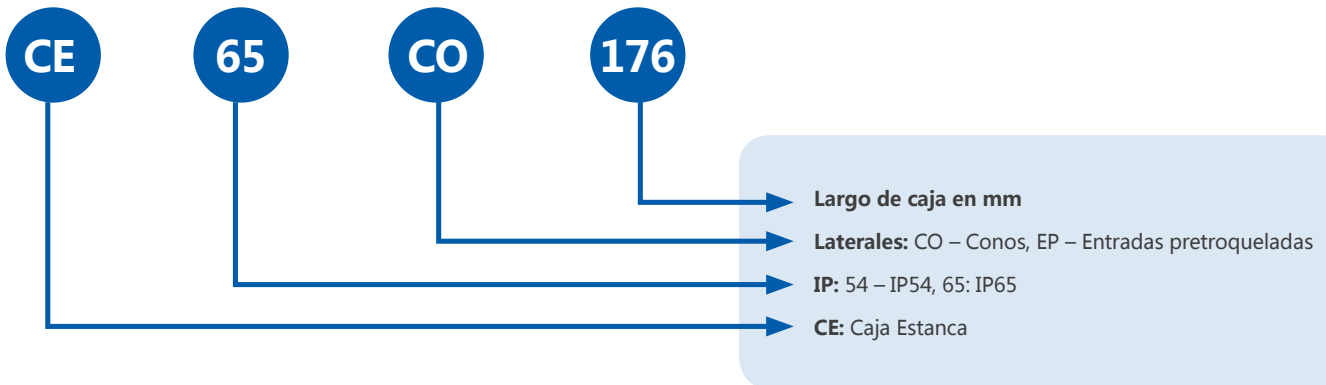 CE 65 CO 176
Largo de caja en mm
Laterales: CO – Conos, EP – Entradas pretroqueladas
IP: 54 – IP54, 65: IP65
CE: Caja Estanca